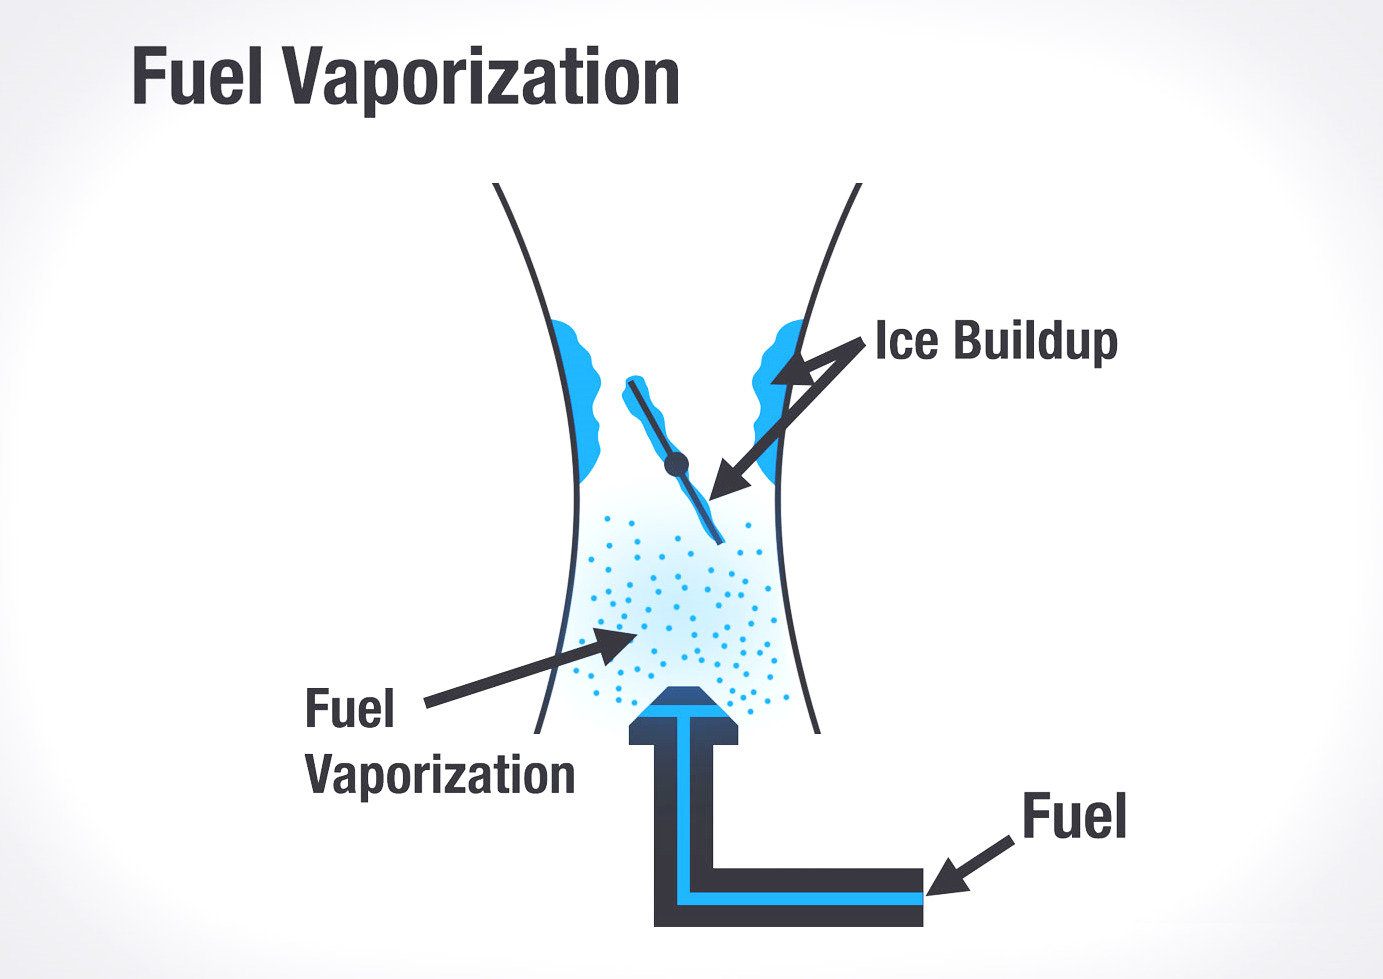 Fuel Vaporization
Ice Buildup
Fuel
Vaporization
Fuel